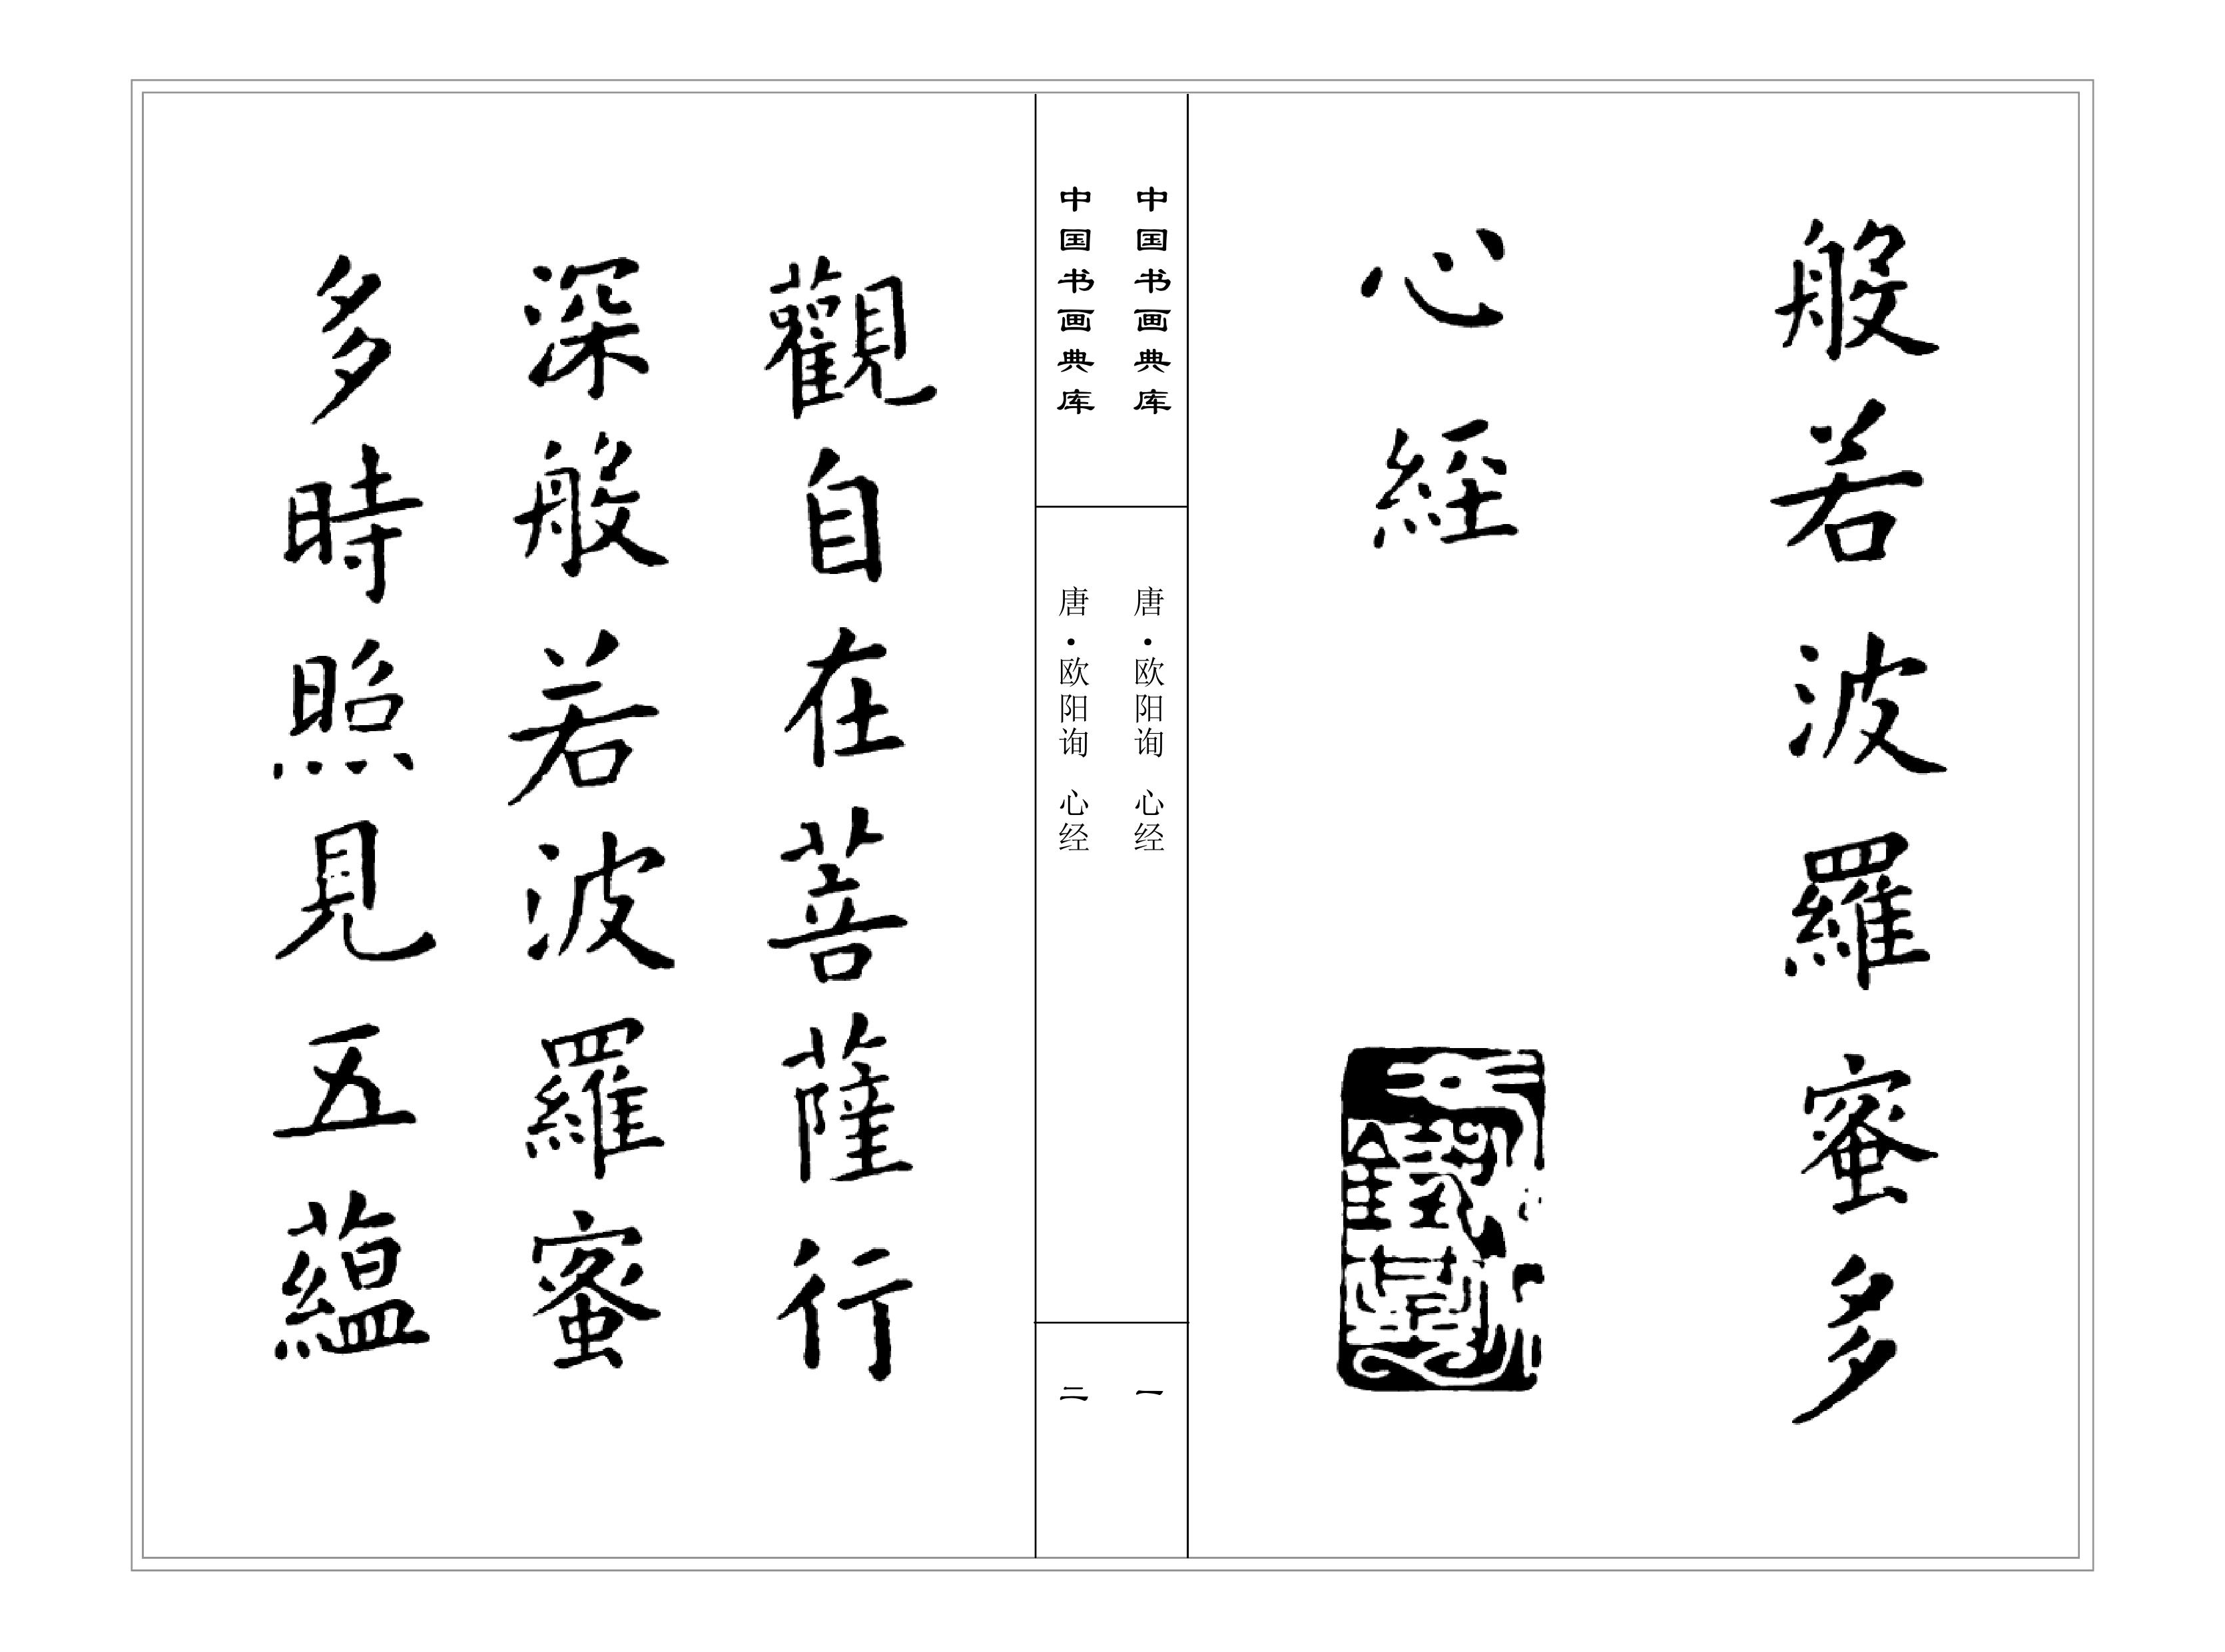 般若波羅蜜多
心經
中国书画典库
唐·欧阳询 心经
一
中国书画典库
唐·欧阳询 心经
二
觀自在菩薩行
深般若波羅蜜
多時照見五蘊